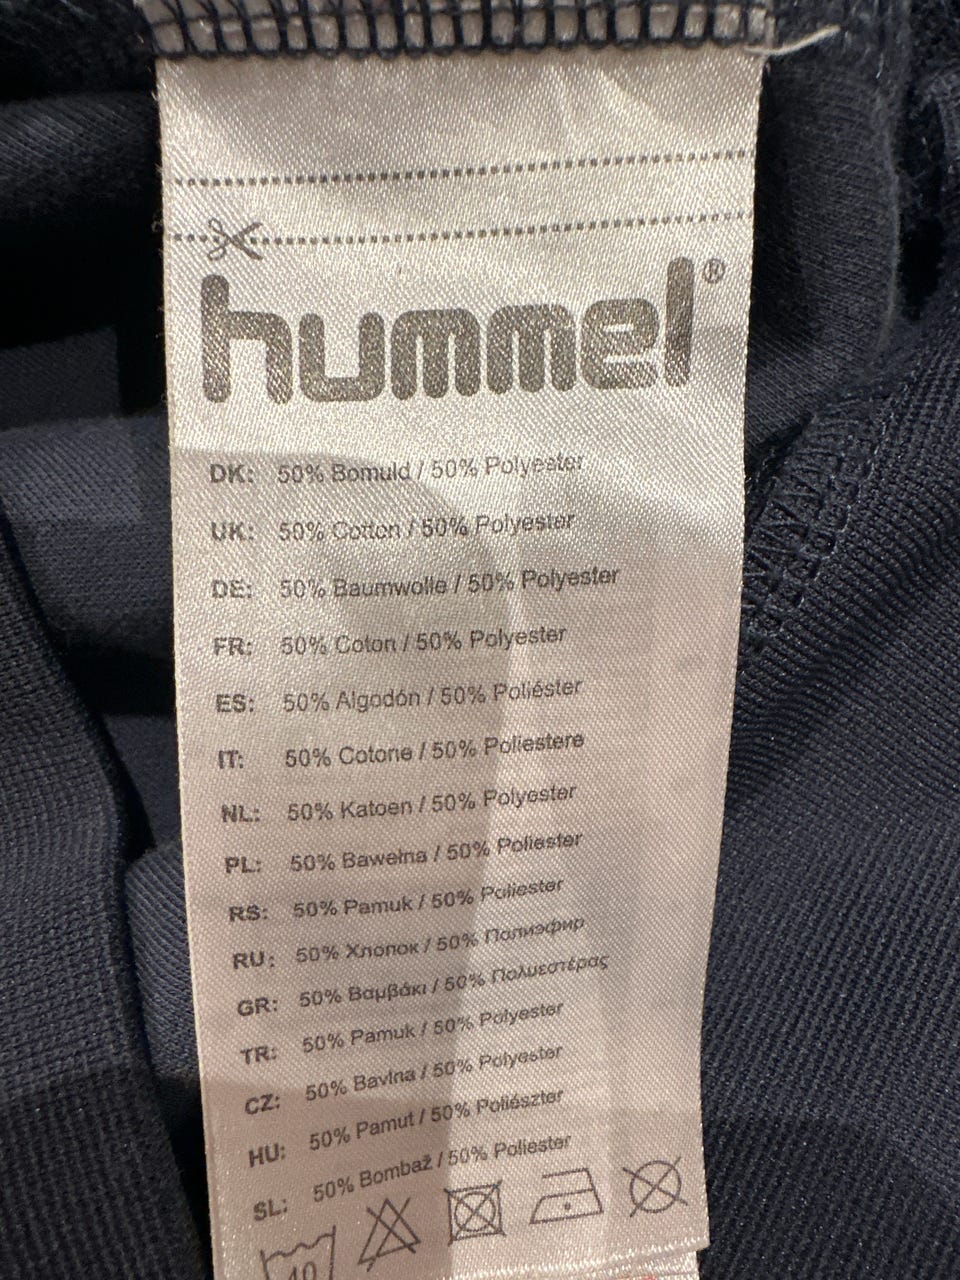 hummel®
DK: 50% Bomuld / 50% Polyester
UK: 50% Cotton / 50% Polyester
DE: 50% Baumwolle / 50% Polyester
FR: 50% Coton / 50% Polyester
ES: 50% Algodón / 50% Poliéster
IT: 50% Cotone / 50% Poliestere
NL: 50% Katoen / 50% Polyester
PL: 50% Bawełna / 50% Poliester
RS: 50% Pamuk / 50% Poliester
RU: 50% Хлопок / 50% Полиэфир
GR: 50% Βαμβάκι / 50% Πολυεστέρας
TR: 50% Pamuk / 50% Polyester
CZ: 50% Bavlna / 50% Polyester
HU: 50% Pamut / 50% Poliészter
SL: 50% Bombaž / 50% Poliester
40